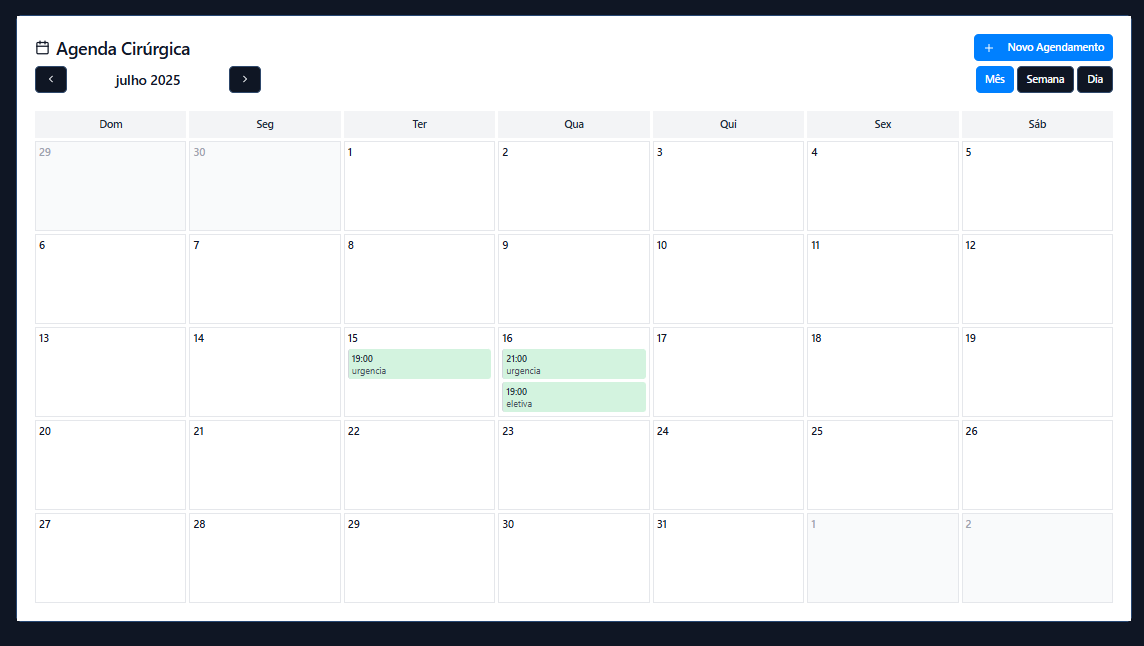 Agenda Cirúrgica
Novo Agendamento
julho 2025
Mês Semana Dia
Dom Seg Ter Qua Qui Sex Sáb
29 30 1 2 3 4 5
6 7 8 9 10 11 12
13 14 15 16 17 18 19
19:00
urgencia
21:00
urgencia
19:00
eletiva
20 21 22 23 24 25 26
27 28 29 30 31 1 2